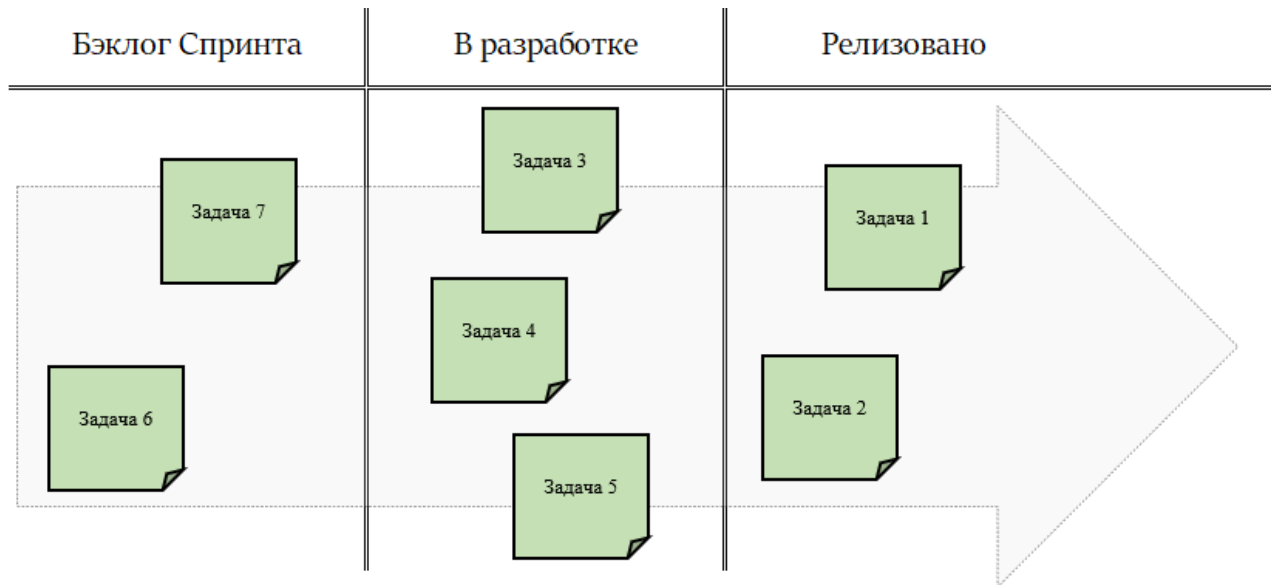 Бэклог Спринта
В разработке
Релизовано
Задача 3
Задача 7
Задача 1
Задача 4
Задача 6
Задача 2
Задача 5